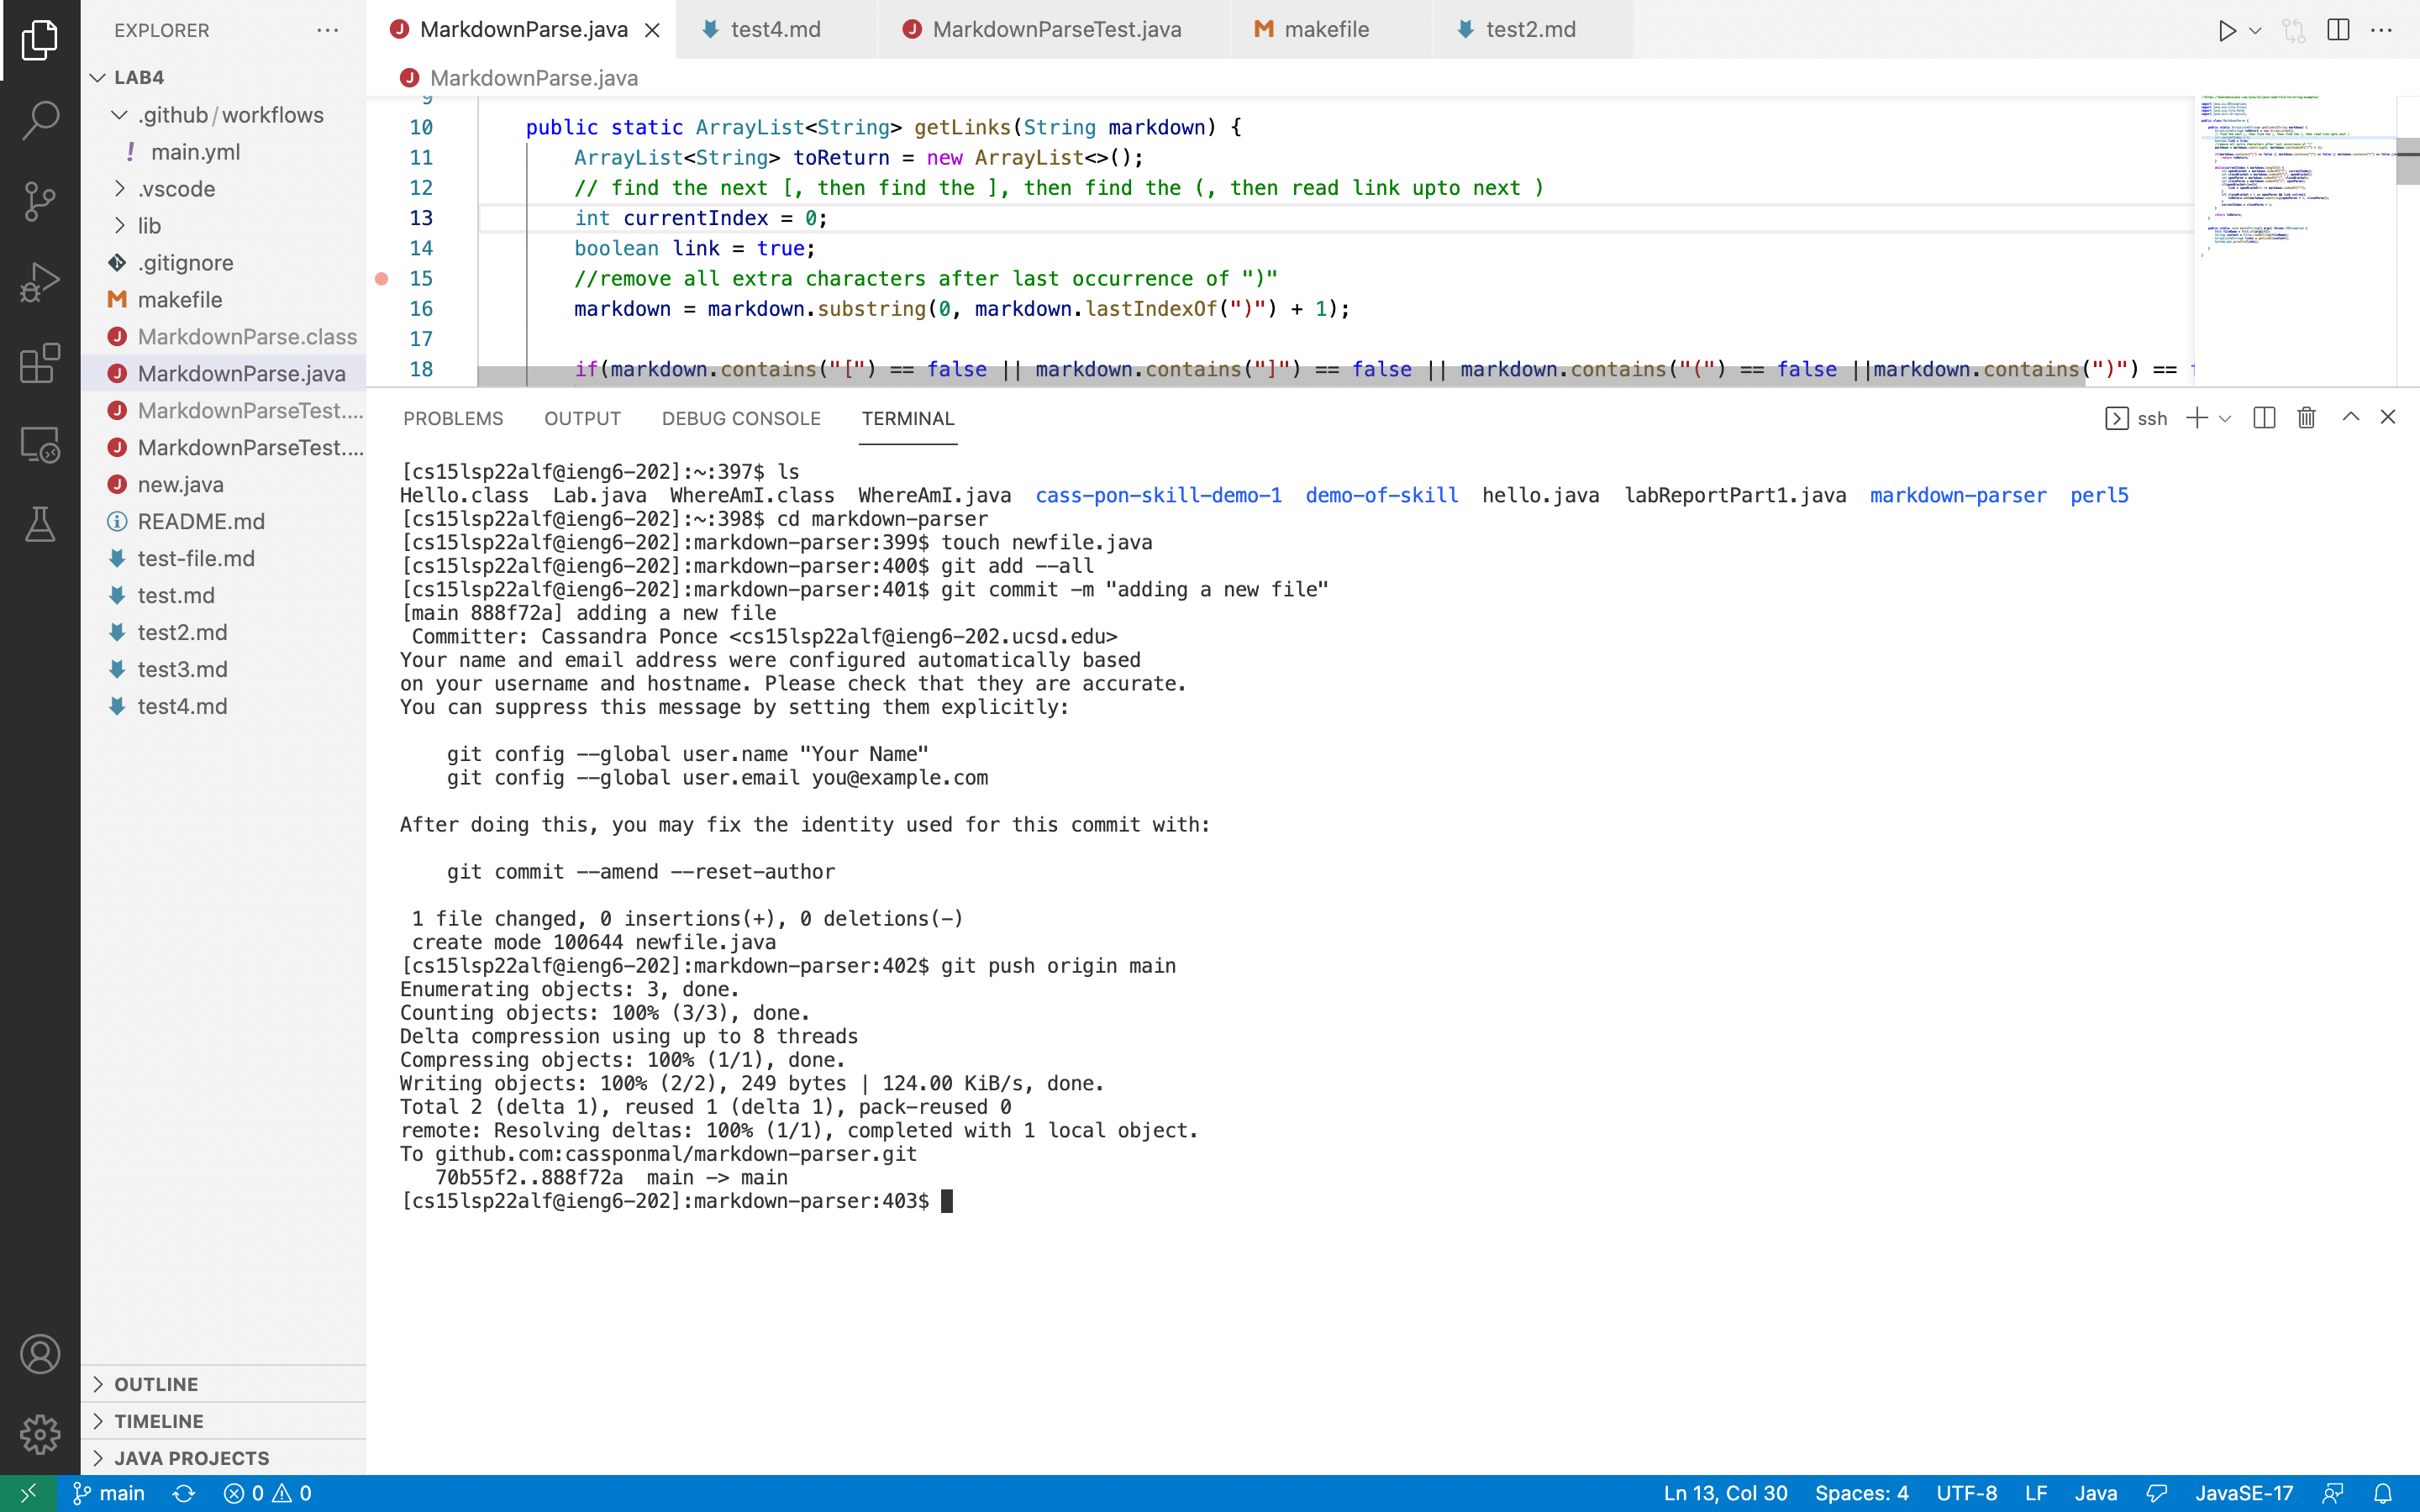 EXPLORER
LAB4
.github/workflows
! main.yml
.vscode
lib
.gitignore
M makefile
J MarkdownParse.class
J MarkdownParse.java
J MarkdownParseTest....
J MarkdownParseTest....
J new.java
README.md
test-file.md
test.md
test2.md
test3.md
test4.md
OUTLINE
TIMELINE
JAVA PROJECTS
J MarkdownParse.java
test4.md
J MarkdownParseTest.java
M makefile
test2.md
J MarkdownParse.java
9
10 public static ArrayList<String> getLinks(String markdown) {
11 ArrayList<String> toReturn = new ArrayList<>();
12 // find the next [, then find the ], then find the (, then read link upto next )
13 int currentIndex = 0;
14 boolean link = true;
15 //remove all extra characters after last occurrence of ")"
16 markdown = markdown.substring(0, markdown.lastIndexOf(")") + 1);
17
18 if(markdown.contains("[") == false || markdown.contains("]") == false || markdown.contains("(") == false ||markdown.contains(")") ==
PROBLEMS OUTPUT DEBUG CONSOLE TERMINAL
ssh
[cs15lsp22alf@ieng6-202]:~:397$ ls
Hello.class Lab.java WhereAmI.class WhereAmI.java cass-pon-skill-demo-1 demo-of-skill hello.java labReportPart1.java markdown-parser perl5
[cs15lsp22alf@ieng6-202]:~:398$ cd markdown-parser
[cs15lsp22alf@ieng6-202]:markdown-parser:399$ touch newfile.java
[cs15lsp22alf@ieng6-202]:markdown-parser:400$ git add --all
[cs15lsp22alf@ieng6-202]:markdown-parser:401$ git commit -m "adding a new file"
[main 888f72a] adding a new file
Committer: Cassandra Ponce <cs15lsp22alf@ieng6-202.ucsd.edu>
Your name and email address were configured automatically based
on your username and hostname. Please check that they are accurate.
You can suppress this message by setting them explicitly:
git config --global user.name "Your Name"
git config --global user.email you@example.com
After doing this, you may fix the identity used for this commit with:
git commit --amend --reset-author
1 file changed, 0 insertions(+), 0 deletions(-)
create mode 100644 newfile.java
[cs15lsp22alf@ieng6-202]:markdown-parser:402$ git push origin main
Enumerating objects: 3, done.
Counting objects: 100% (3/3), done.
Delta compression using up to 8 threads
Compressing objects: 100% (1/1), done.
Writing objects: 100% (2/2), 249 bytes | 124.00 KiB/s, done.
Total 2 (delta 1), reused 1 (delta 1), pack-reused 0
remote: Resolving deltas: 100% (1/1), completed with 1 local object.
To github.com:cassponmal/markdown-parser.git
70b55f2..888f72a main -> main
[cs15lsp22alf@ieng6-202]:markdown-parser:403$
main 0 0
Ln 13, Col 30 Spaces: 4 UTF-8 LF Java JavaSE-17